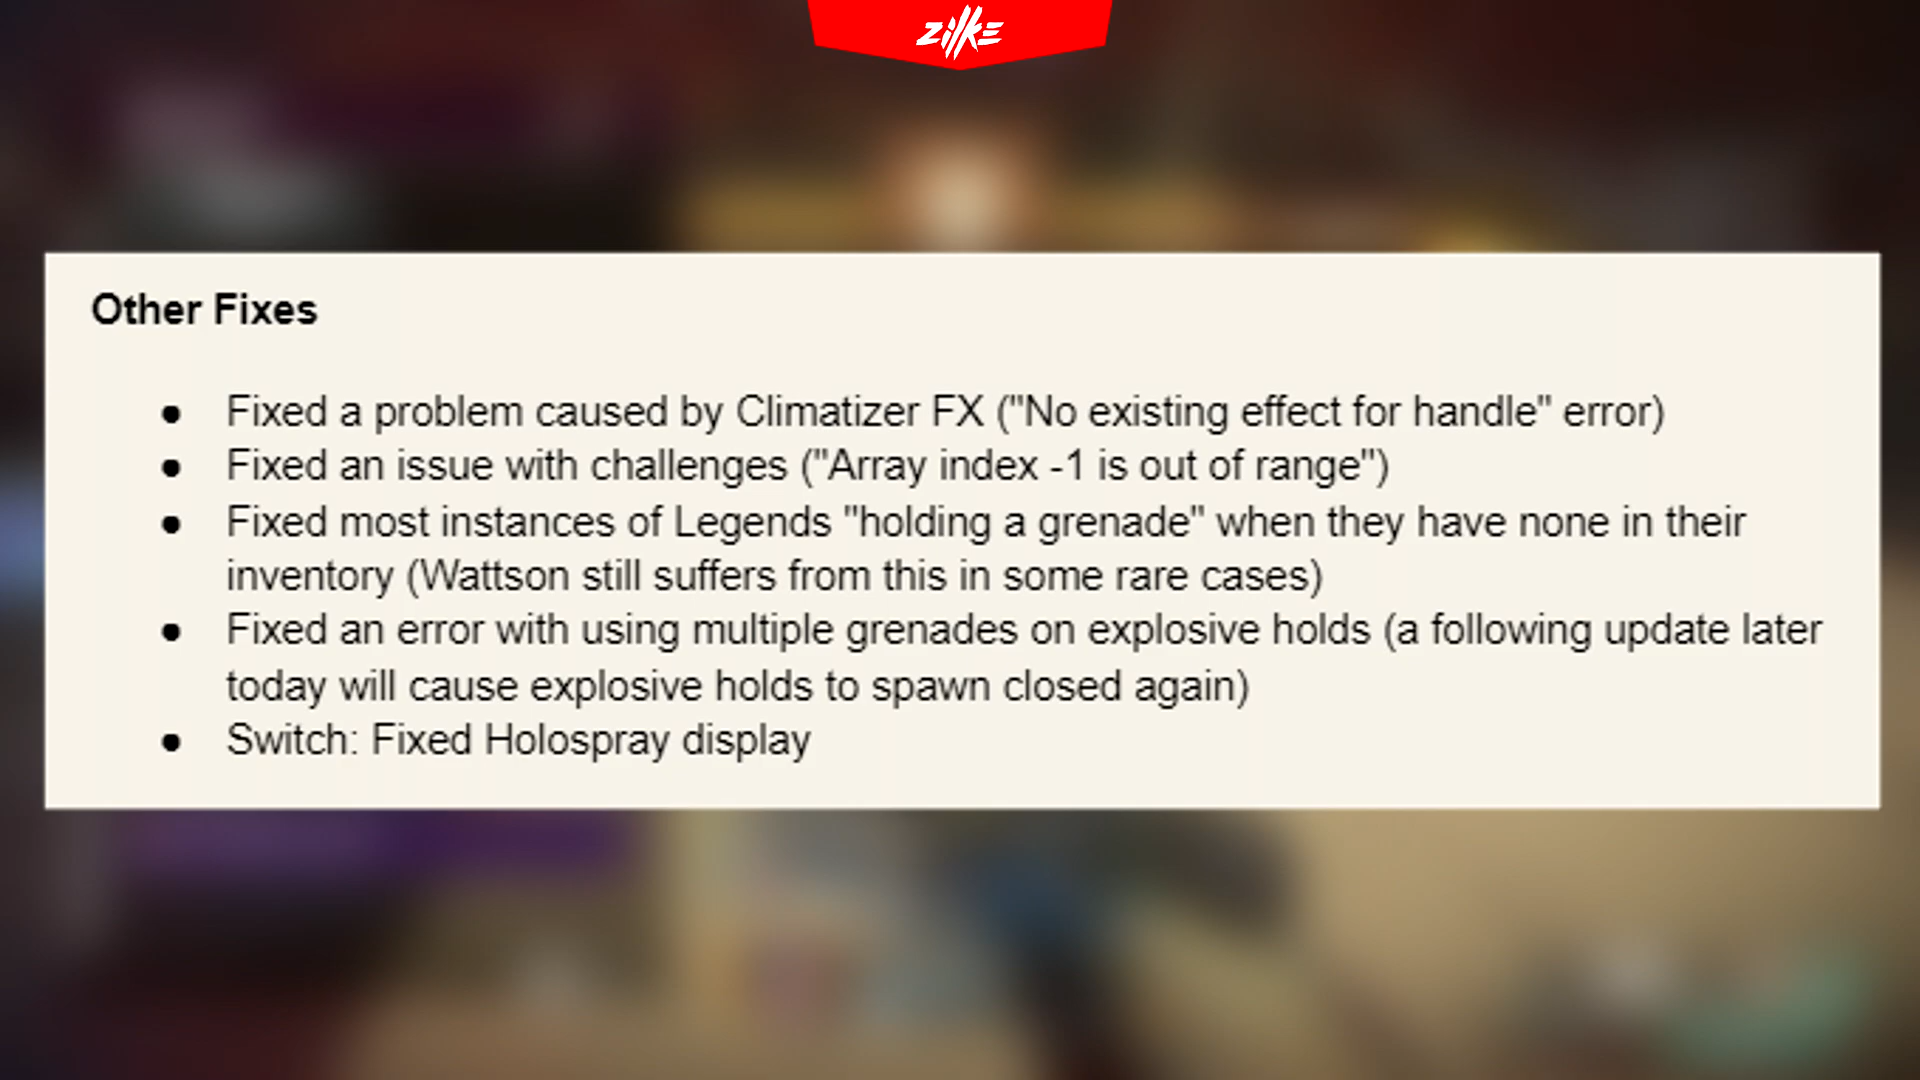 zilke
Other Fixes
● Fixed a problem caused by Climatizer FX ("No existing effect for handle" error)
● Fixed an issue with challenges ("Array index -1 is out of range")
● Fixed most instances of Legends "holding a grenade" when they have none in their
inventory (Wattson still suffers from this in some rare cases)
● Fixed an error with using multiple grenades on explosive holds (a following update later
today will cause explosive holds to spawn closed again)
● Switch: Fixed Holospray display